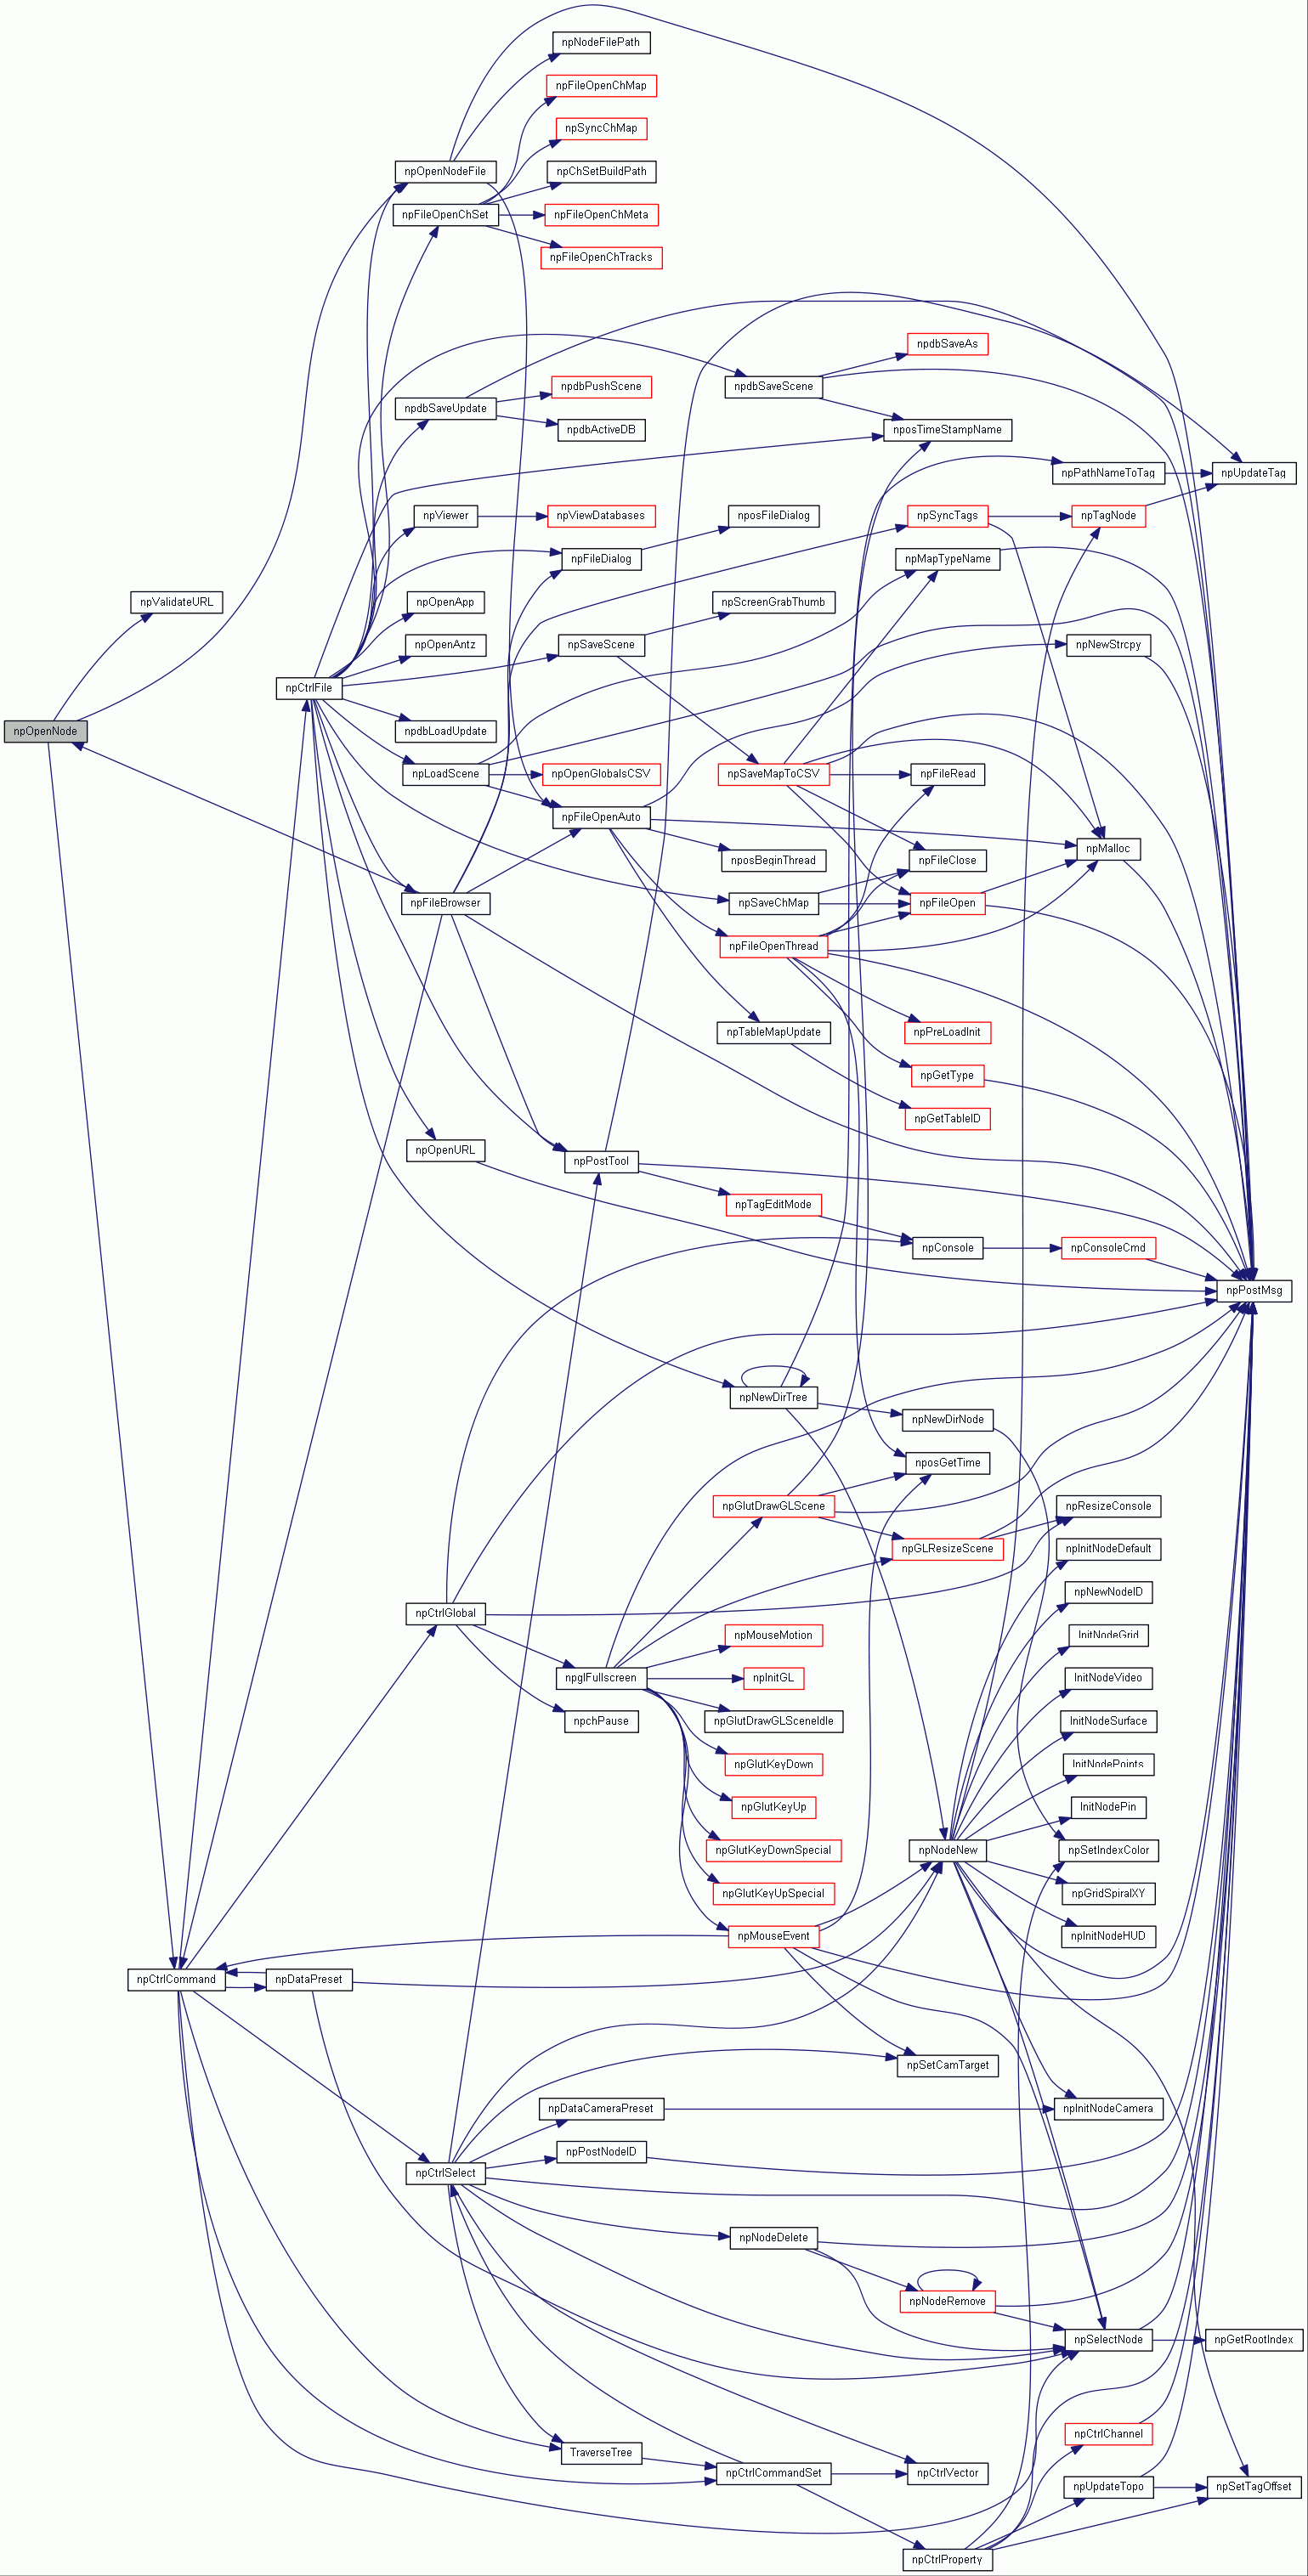 npNodeFilePath
npFileOpenChMap
npSyncChMap
npOpenNodeFile
npChSetBuildPath
npFileOpenChSet
npFileOpenChMeta
npFileOpenChTracks
npdbSaveAs
npdbPushScene
npdbSaveScene
npdbSaveUpdate
npdbActiveDB
nposTimeStampName
npPathNameToTag
npUpdateTag
npViewer
npViewDatabases
nposFileDialog
npSyncTags
npTagNode
npFileDialog
npMapTypeName
npValidateURL
npOpenApp
npScreenGrabThumb
npOpenAntz
npSaveScene
npNewStrcpy
npCtrlFile
npOpenNode
npdbLoadUpdate
npLoadScene
npOpenGlobalsCSV
npSaveMapToCSV
npFileRead
npFileOpenAuto
nposBeginThread
npFileClose
npMalloc
npFileBrowser
npSaveChMap
npFileOpen
npFileOpenThread
npTableMapUpdate
npPreLoadInit
npGetType
npGetTableID
npOpenURL
npPostTool
npTagEditMode
npConsole
npConsoleCmd
npPostMsg
npNewDirTree
npNewDirNode
nposGetTime
npGlutDrawGLScene
npResizeConsole
npGLResizeScene
npInitNodeDefault
npNewNodeID
npCtrlGlobal
npMouseMotion
InitNodeGrid
npglFullscreen
npInitGL
InitNodeVideo
npchPause
npGlutDrawGLSceneIdle
InitNodeSurface
npGlutKeyDown
InitNodePoints
npGlutKeyUp
InitNodePin
npGlutKeyDownSpecial
npNodeNew
npSetIndexColor
npGlutKeyUpSpecial
npGridSpiralXY
npMouseEvent
npInitNodeHUD
npCtrlCommand
npDataPreset
npSetCamTarget
npDataCameraPreset
npInitNodeCamera
npPostNodeID
npCtrlSelect
npNodeDelete
npNodeRemove
npSelectNode
npGetRootIndex
npCtrlChannel
TraverseTree
npCtrlCommandSet
npCtrlVector
npUpdateTopo
npSetTagOffset
npCtrlProperty